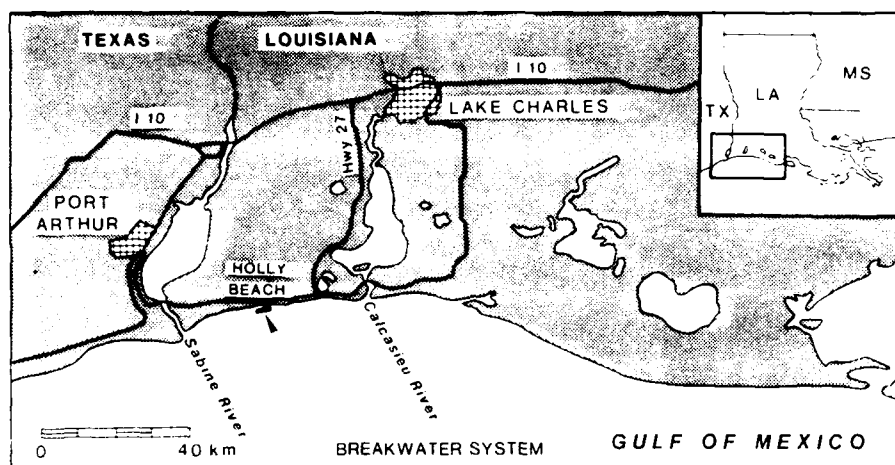 TEXAS
LOUISIANA
I 10
MS
LA
TX
I 10
LAKE CHARLES
Hwy 27
PORT
ARTHUR
HOLLY
BEACH
Sabine River
Calcasieu River
0
40 km
BREAKWATER SYSTEM
GULF OF MEXICO